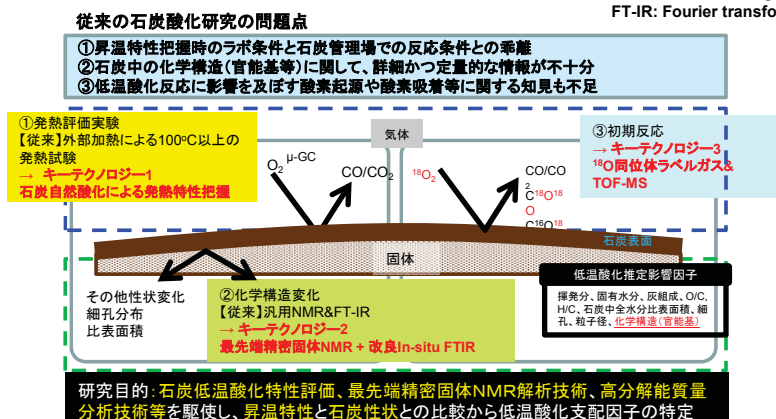 FT-IR: Fourier transfo
従来の石炭酸化研究の問題点
①昇温特性把握時のラボ条件と石炭管理場での反応条件との乖離
②石炭中の化学構造(官能基等)に関して、詳細かつ定量的な情報が不十分
③低温酸化反応に影響を及ぼす酸素起源や酸素吸着等に関する知見も不足
①発熱評価実験
【従来】外部加熱による100℃以上の
発熱試験
→ キーテクノロジー1
石炭自然酸化による発熱特性把握
気体
O2
μ-GC
CO/CO2
18O2
CO/CO
2
C18O18
O
C16O18
③初期反応
→ キーテクノロジー3
18O同位体ラベルガス&
TOF-MS
石炭表面
固体
その他性状変化
細孔分布
比表面積
②化学構造変化
【従来】汎用NMR&FT-IR
→ キーテクノロジー2
最先端精密固体NMR + 改良In-situ FTIR
低温酸化推定影響因子
揮発分、固有水分、灰組成、O/C、
H/C、石炭中全水分比表面積、細
孔、粒子径、化学構造(官能基)
研究目的:石炭低温酸化特性評価、最先端精密固体NMR解析技術、高分解能質量
分析技術等を駆使し、昇温特性と石炭性状との比較から低温酸化支配因子の特定